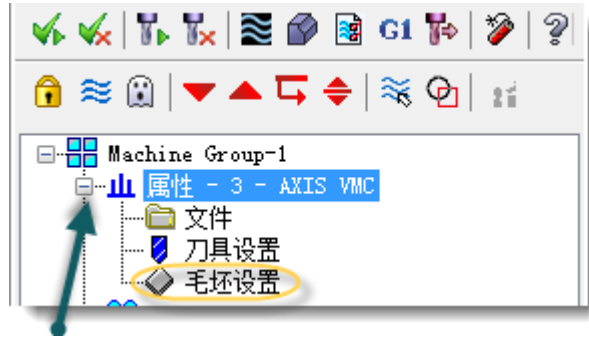 G1
Machine Group-1
属性 - 3 - AXIS VMC
文件
刀具设置
毛坯设置